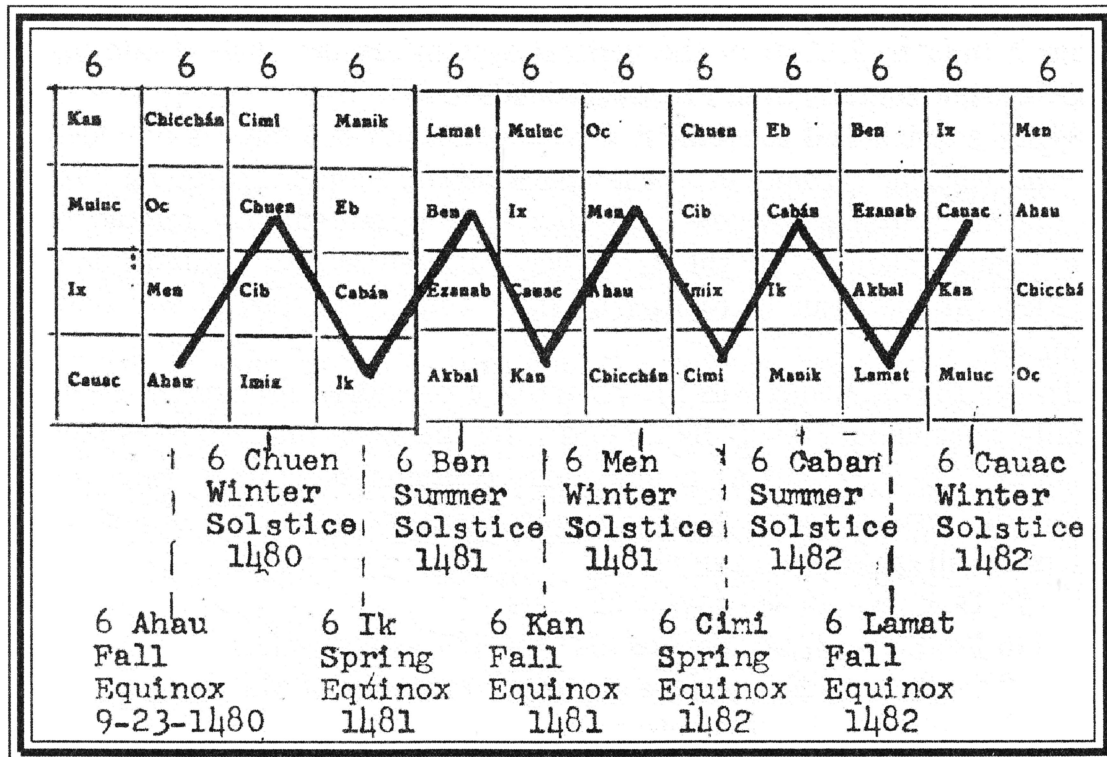 6 6 6 6 6 6 6 6 6 6 6 6
Kan Chicchán Cimi Manik Lamat Muluc Oc Chuen Eb Ben Ix Men
Muluc Oc Chuen Eb Ben Ix Men Cib Cabán Ezanab Cauac Ahau
Ix Men Cib Cabán Ezanab Cauac Ahau Imix Ik Akbal Kan Chicchá
Cauac Ahau Imix Ik Akbal Kan Chicchán Cimi Manik Lamat Muluc Oc
6 Chuen
Winter
Solstice
1480
6 Ben
Summer
Solstice
1481
6 Men
Winter
Solstice
1481
6 Caban
Summer
Solstice
1482
6 Cauac
Winter
Solstice
1482
6 Ahau
Fall
Equinox
9-23-1480
6 Ik
Spring
Equinox
1481
6 Kan
Fall
Equinox
1481
6 Cimi
Spring
Equinox
1482
6 Lamat
Fall
Equinox
1482